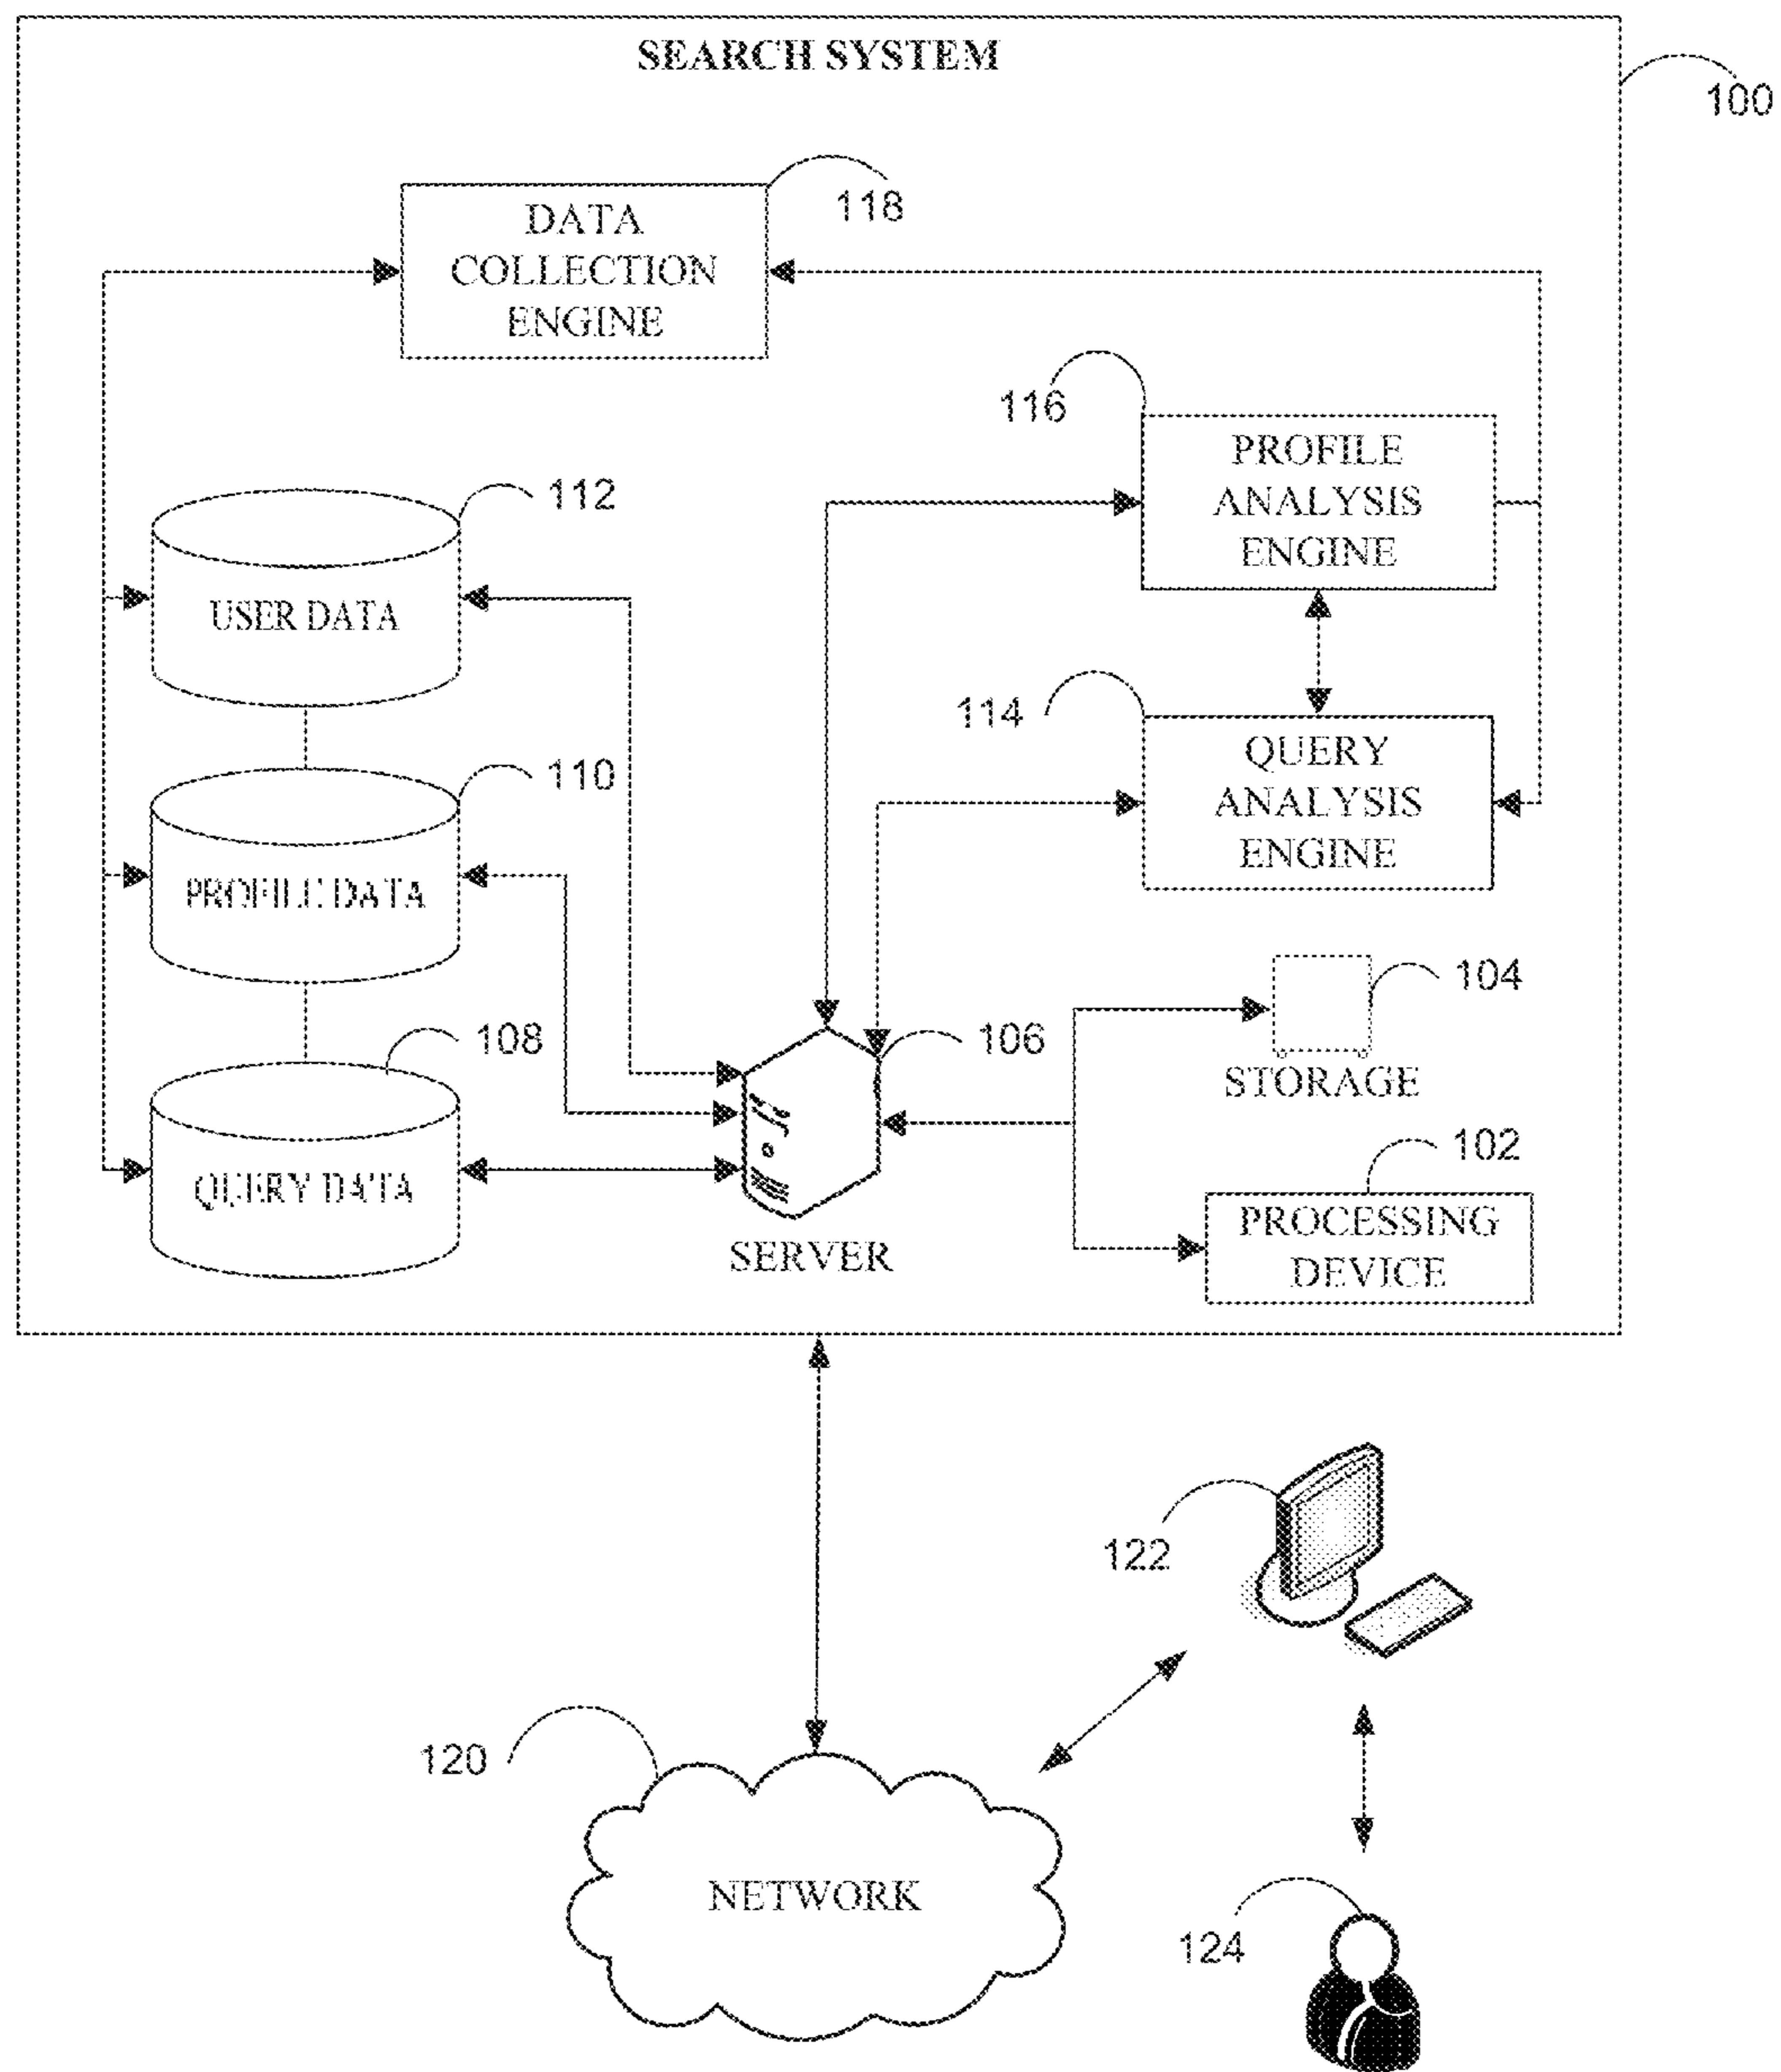 SEARCH SYSTEM
100
118
DATA
COLLECTION
ENGINE
116
PROFILE
ANALYSIS
ENGINE
112
USER DATA
114
QUERY
ANALYSIS
ENGINE
110
PROFILE DATA
104
STORAGE
108
106
QUERY DATA
SERVER
102
PROCESSING
DEVICE
122
120
NETWORK
124